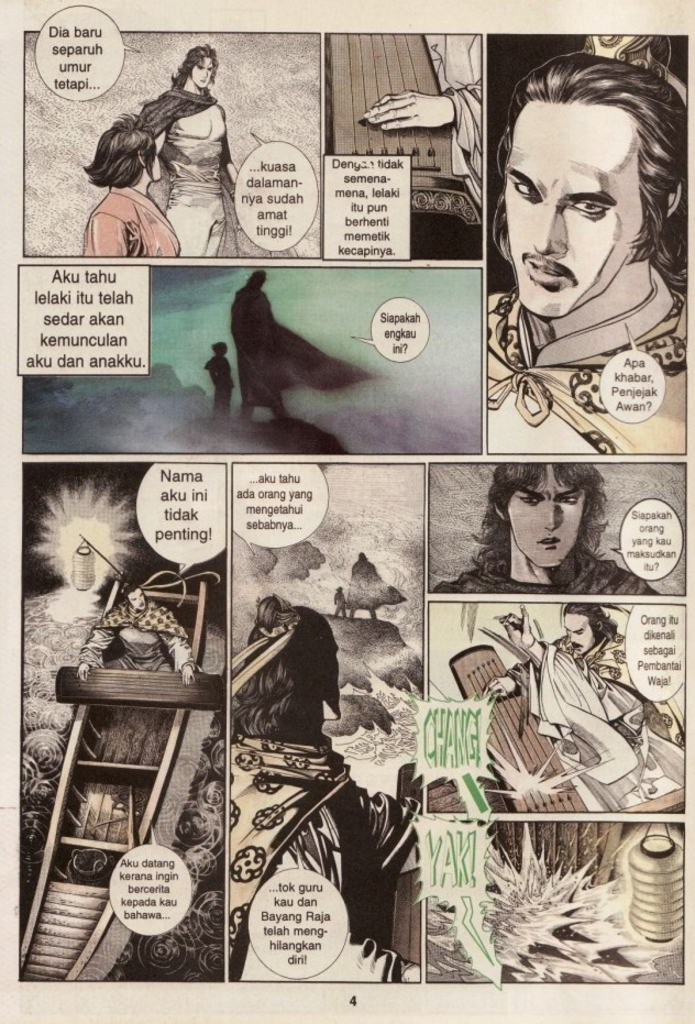 Dia baru
separuh
umur
tetapi...
...kuasa
dalaman-
nya sudah
amat
tinggi!
Dengan tidak
semena-
mena, lelaki
itu pun
berhenti
memetik
kecapinya.
Apa
khabar,
Penjejak
Awan?
Aku tahu
lelaki itu telah
sedar akan
kemunculan
aku dan anakku.
Siapakah
engkau
ini?
Nama
aku ini
tidak
penting!
Aku datang
kerana ingin
bercerita
kepada kau
bahawa...
...aku tahu
ada orang yang
mengetahui
sebabnya...
...tok guru
kau dan
Bayang Raja
telah meng-
hilangkan
diri!
Siapakah
orang
yang kau
maksudkan
itu?
Orang itu
dikenali
sebagai
Pembantai
Waja!
CHANG!
YAK!
4